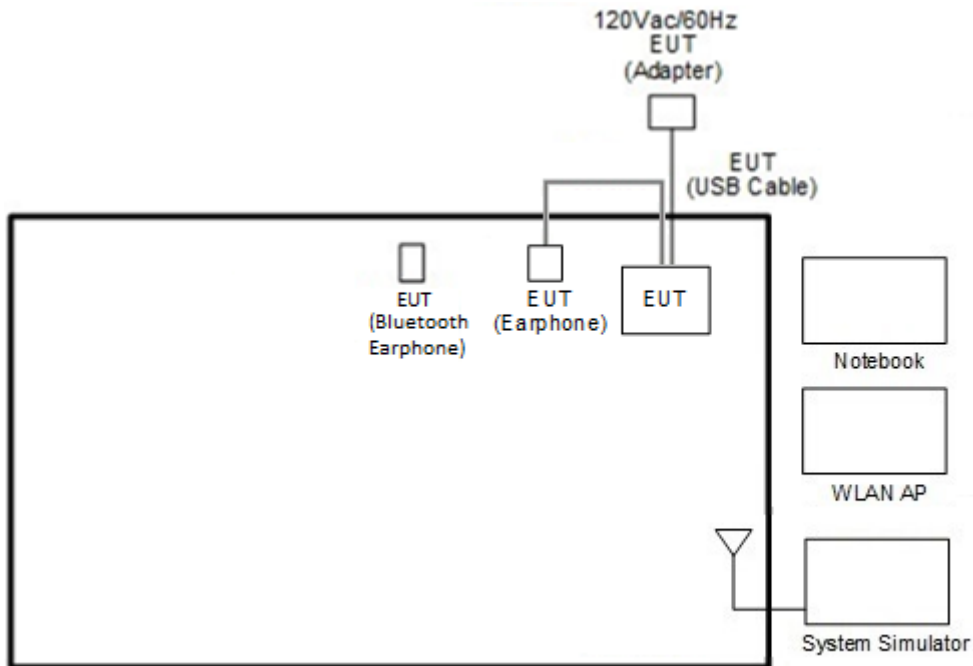 120Vac/60Hz
EUT
(Adapter)
EUT
(USB Cable)
EUT
(Bluetooth
Earphone)
EUT
(Earphone)
EUT
Notebook
WLAN AP
System Simulator